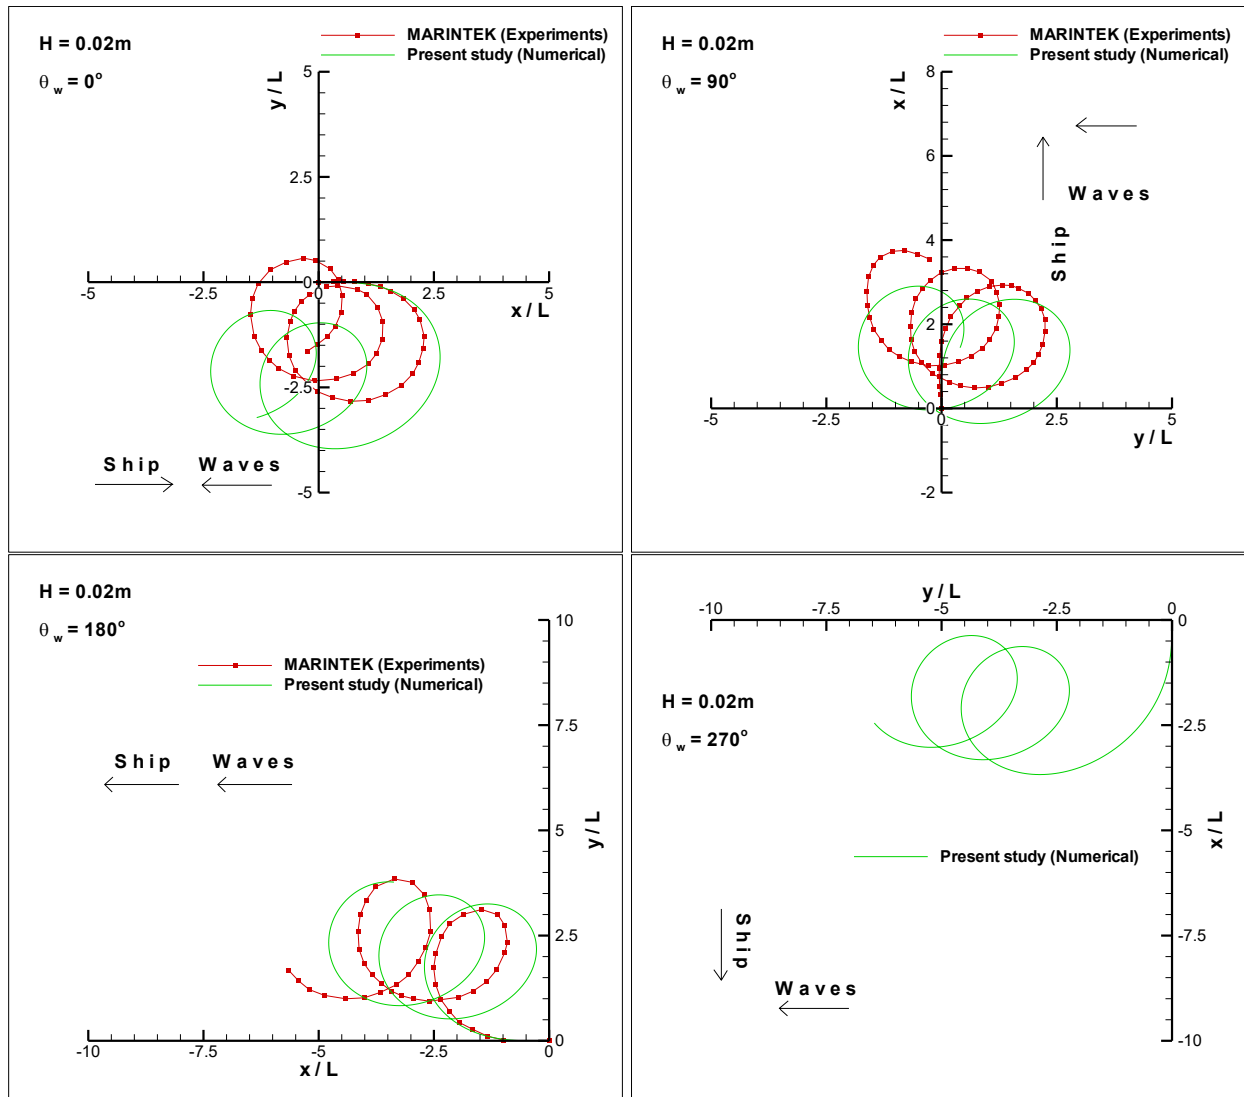 H = 0.02m
θ w = 0°
MARINTEK (Experiments)
Present study (Numerical)
y / L
5
2.5
0
-2.5
-5
-5
-2.5
0
2.5
5
x / L
Ship
Waves
H = 0.02m
θ w = 90°
MARINTEK (Experiments)
Present study (Numerical)
x / L
8
6
4
2
0
-2
Waves
Ship
-5
-2.5
0
2.5
5
y / L
H = 0.02m
θ w = 180°
MARINTEK (Experiments)
Present study (Numerical)
Ship
Waves
10
7.5
5
2.5
0
y / L
-10
-7.5
-5
-2.5
0
x / L
y / L
-10
-7.5
-5
-2.5
0
0
-2.5
-5
-7.5
-10
x / L
H = 0.02m
θ w = 270°
Present study (Numerical)
Ship
Waves